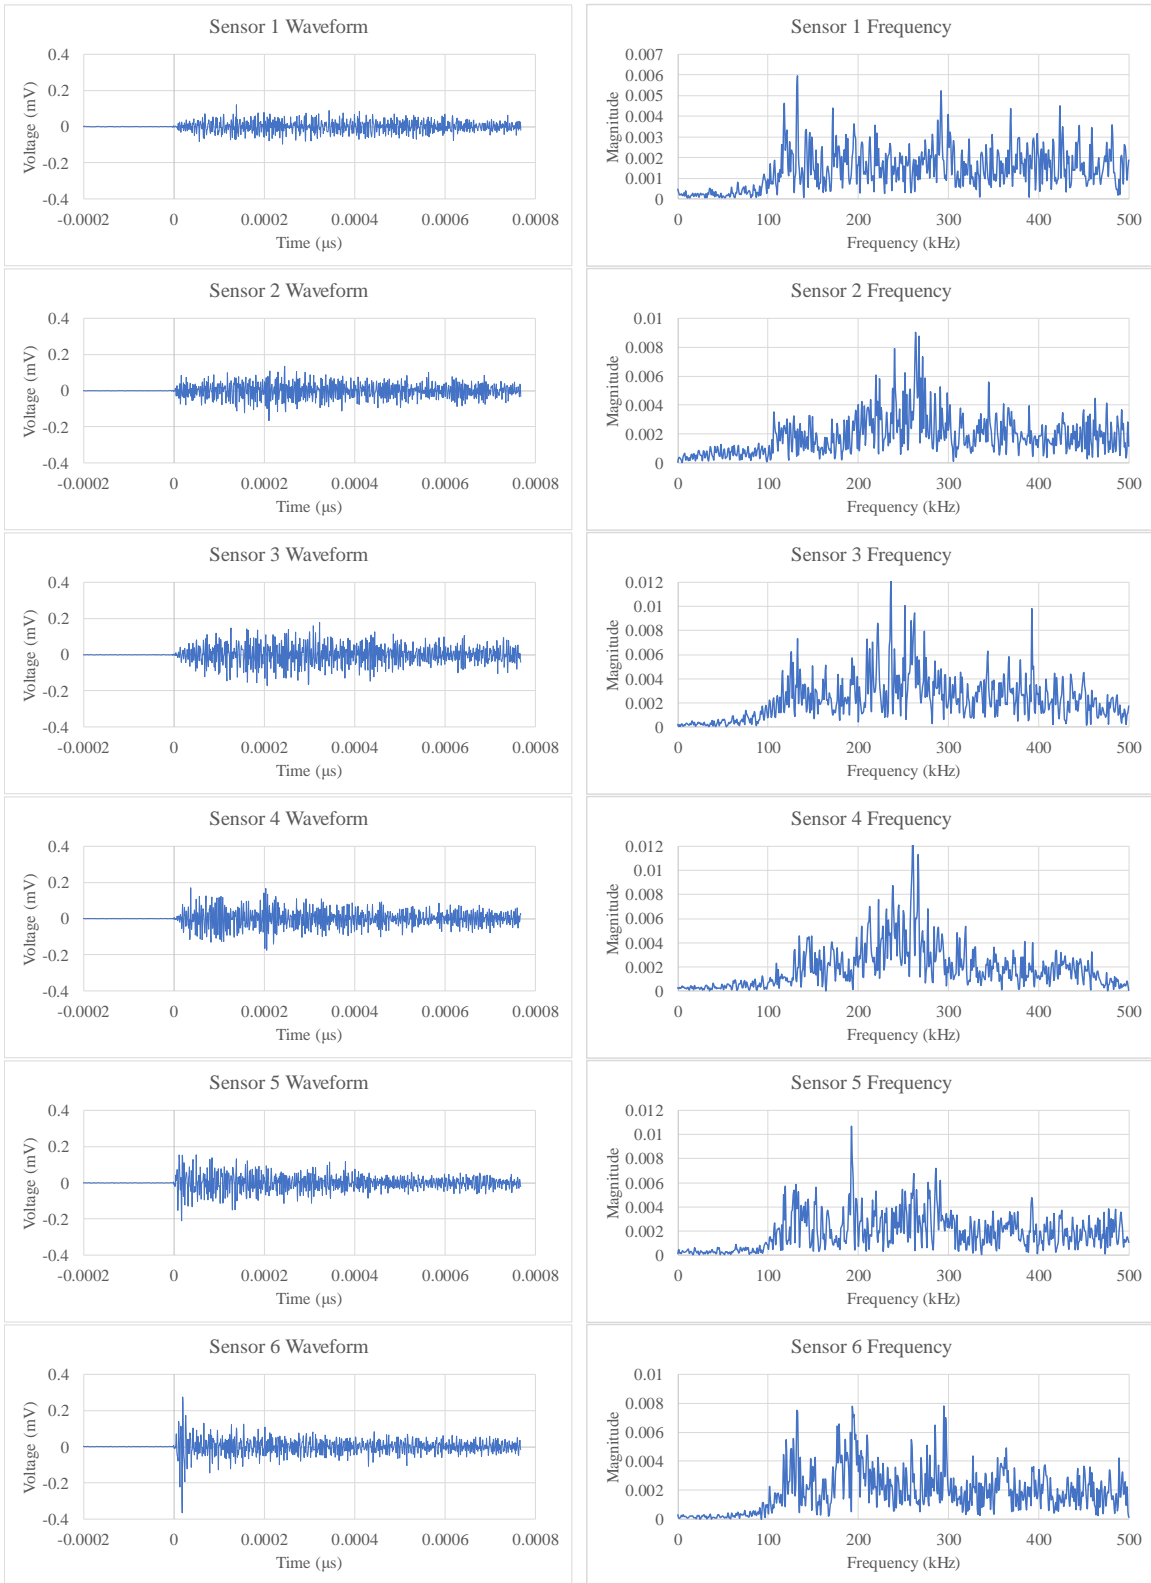 Sensor 1 Waveform
0.4
0.2
0
-0.2
-0.4
Voltage (mV)
-0.0002 0 0.0002 0.0004 0.0006 0.0008
Time (μs)
Sensor 1 Frequency
0.007
0.006
0.005
0.004
0.003
0.002
0.001
0
Magnitude
0 100 200 300 400 500
Frequency (kHz)
Sensor 2 Waveform
0.4
0.2
0
-0.2
-0.4
Voltage (mV)
-0.0002 0 0.0002 0.0004 0.0006 0.0008
Time (μs)
Sensor 2 Frequency
0.01
0.008
0.006
0.004
0.002
0
Magnitude
0 100 200 300 400 500
Frequency (kHz)
Sensor 3 Waveform
0.4
0.2
0
-0.2
-0.4
Voltage (mV)
-0.0002 0 0.0002 0.0004 0.0006 0.0008
Time (μs)
Sensor 3 Frequency
0.012
0.01
0.008
0.006
0.004
0.002
0
Magnitude
0 100 200 300 400 500
Frequency (kHz)
Sensor 4 Waveform
0.4
0.2
0
-0.2
-0.4
Voltage (mV)
-0.0002 0 0.0002 0.0004 0.0006 0.0008
Time (μs)
Sensor 4 Frequency
0.012
0.01
0.008
0.006
0.004
0.002
0
Magnitude
0 100 200 300 400 500
Frequency (kHz)
Sensor 5 Waveform
0.4
0.2
0
-0.2
-0.4
Voltage (mV)
-0.0002 0 0.0002 0.0004 0.0006 0.0008
Time (μs)
Sensor 5 Frequency
0.012
0.01
0.008
0.006
0.004
0.002
0
Magnitude
0 100 200 300 400 500
Frequency (kHz)
Sensor 6 Waveform
0.4
0.2
0
-0.2
-0.4
Voltage (mV)
-0.0002 0 0.0002 0.0004 0.0006 0.0008
Time (μs)
Sensor 6 Frequency
0.01
0.008
0.006
0.004
0.002
0
Magnitude
0 100 200 300 400 500
Frequency (kHz)